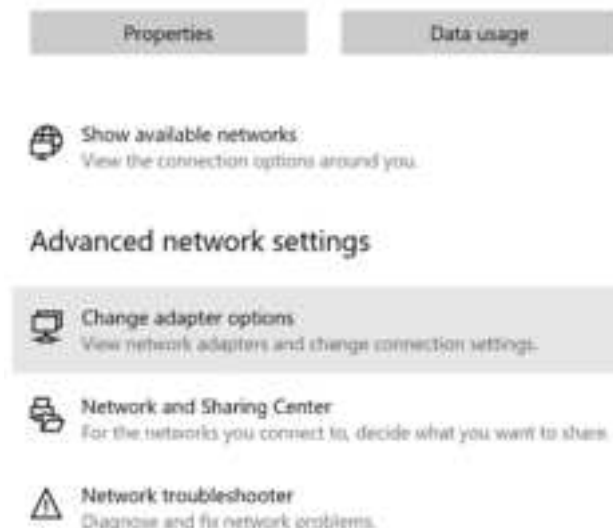 Properties
Data usage
Show available networks
View the connection options around you.
Advanced network settings
Change adapter options
View network adapters and change connection settings.
Network and Sharing Center
For the networks you connect to, decide what you want to share.
Network troubleshooter
Diagnose and fix network problems.